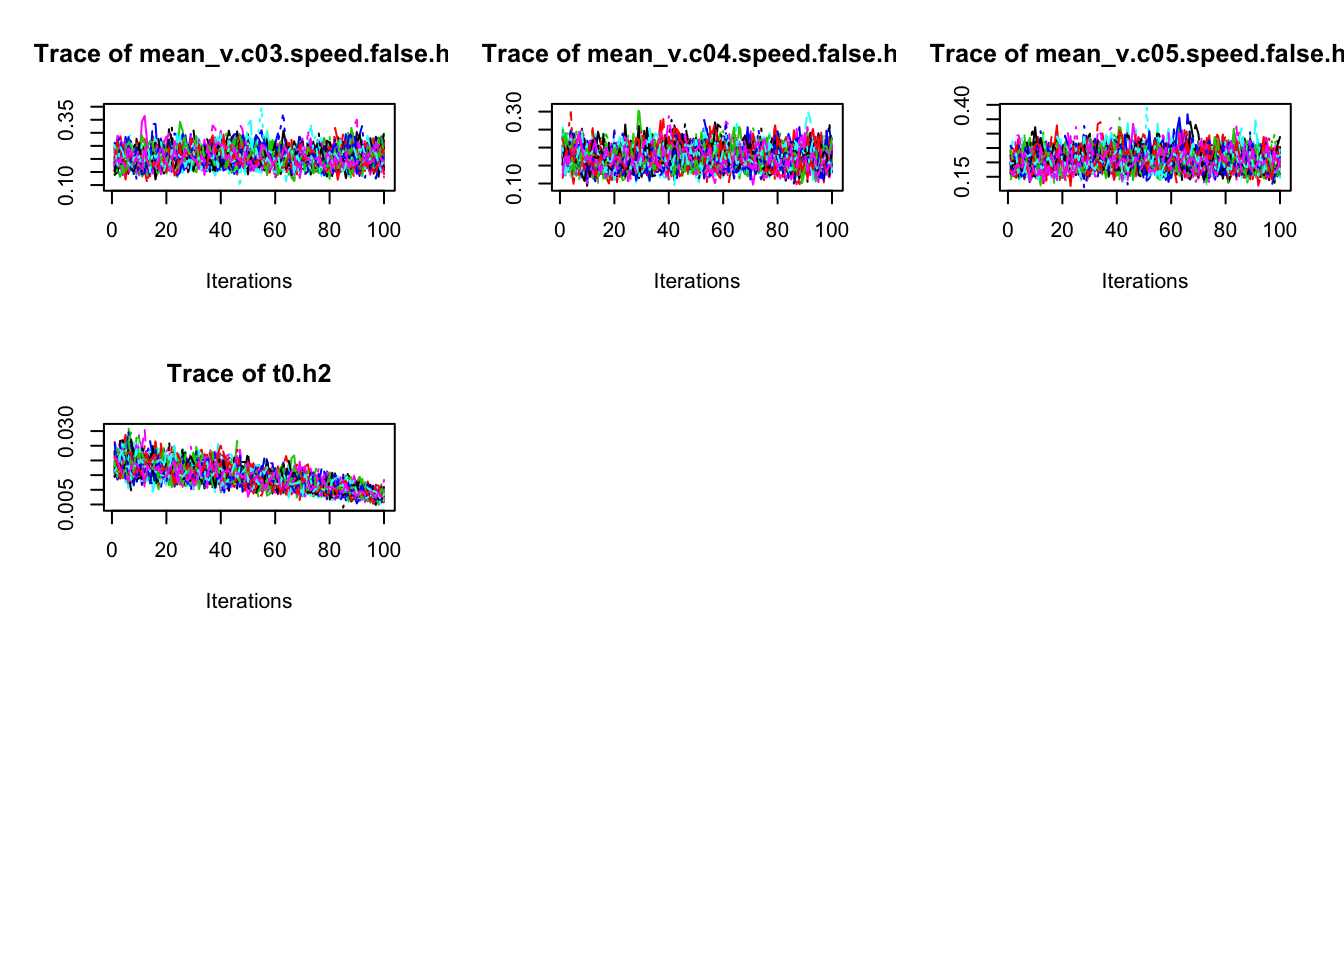 Trace of mean_v.c03.speed.false.h
0.35
0.10
0 20 40 60 80 100
Iterations
Trace of mean_v.c04.speed.false.h
0.30
0.10
0 20 40 60 80 100
Iterations
Trace of mean_v.c05.speed.false.h
0.40
0.15
0 20 40 60 80 100
Iterations
Trace of t0.h2
0.030
0.005
0 20 40 60 80 100
Iterations